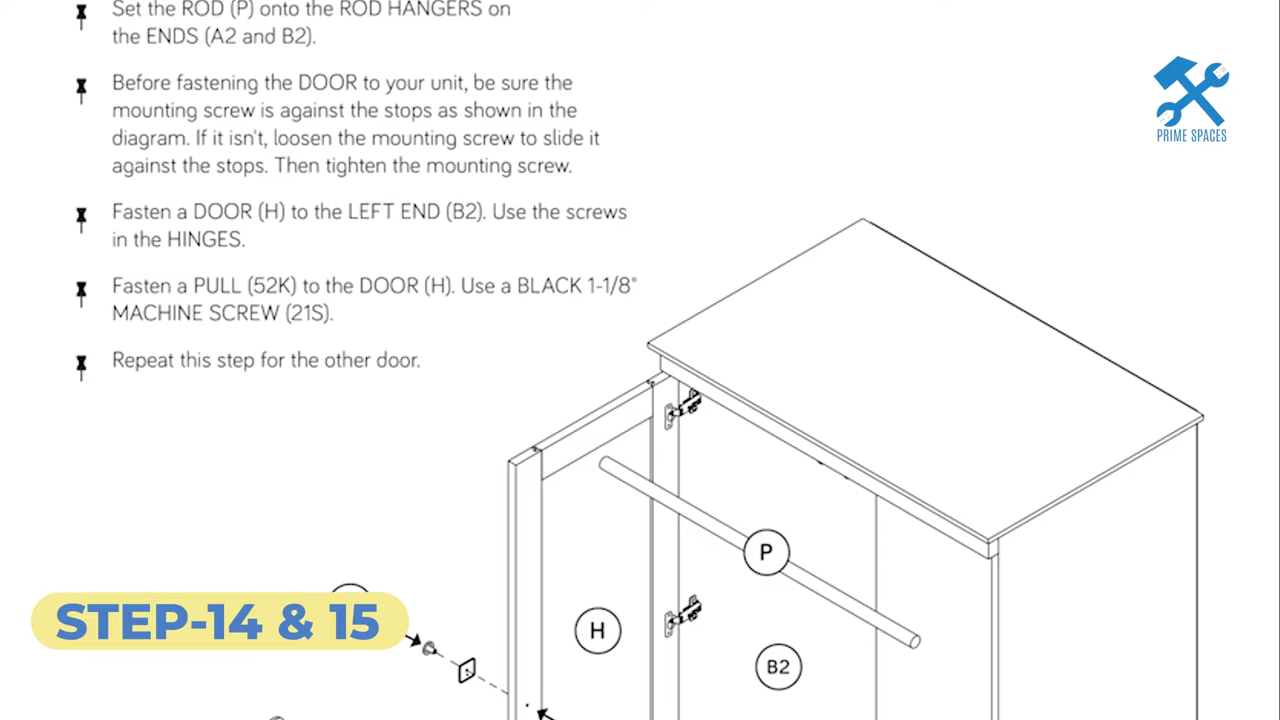 Set the ROD (P) onto the ROD HANGERS on
the ENDS (A2 and B2).
Before fastening the DOOR to your unit, be sure the
mounting screw is against the stops as shown in the
diagram. If it isn't, loosen the mounting screw to slide it
against the stops. Then tighten the mounting screw.
Fasten a DOOR (H) to the LEFT END (B2). Use the screws
in the HINGES.
Fasten a PULL (52K) to the DOOR (H). Use a BLACK 1-1/8"
MACHINE SCREW (21S).
Repeat this step for the other door.
PRIME SPACES
P
H
B2
STEP-14 & 15